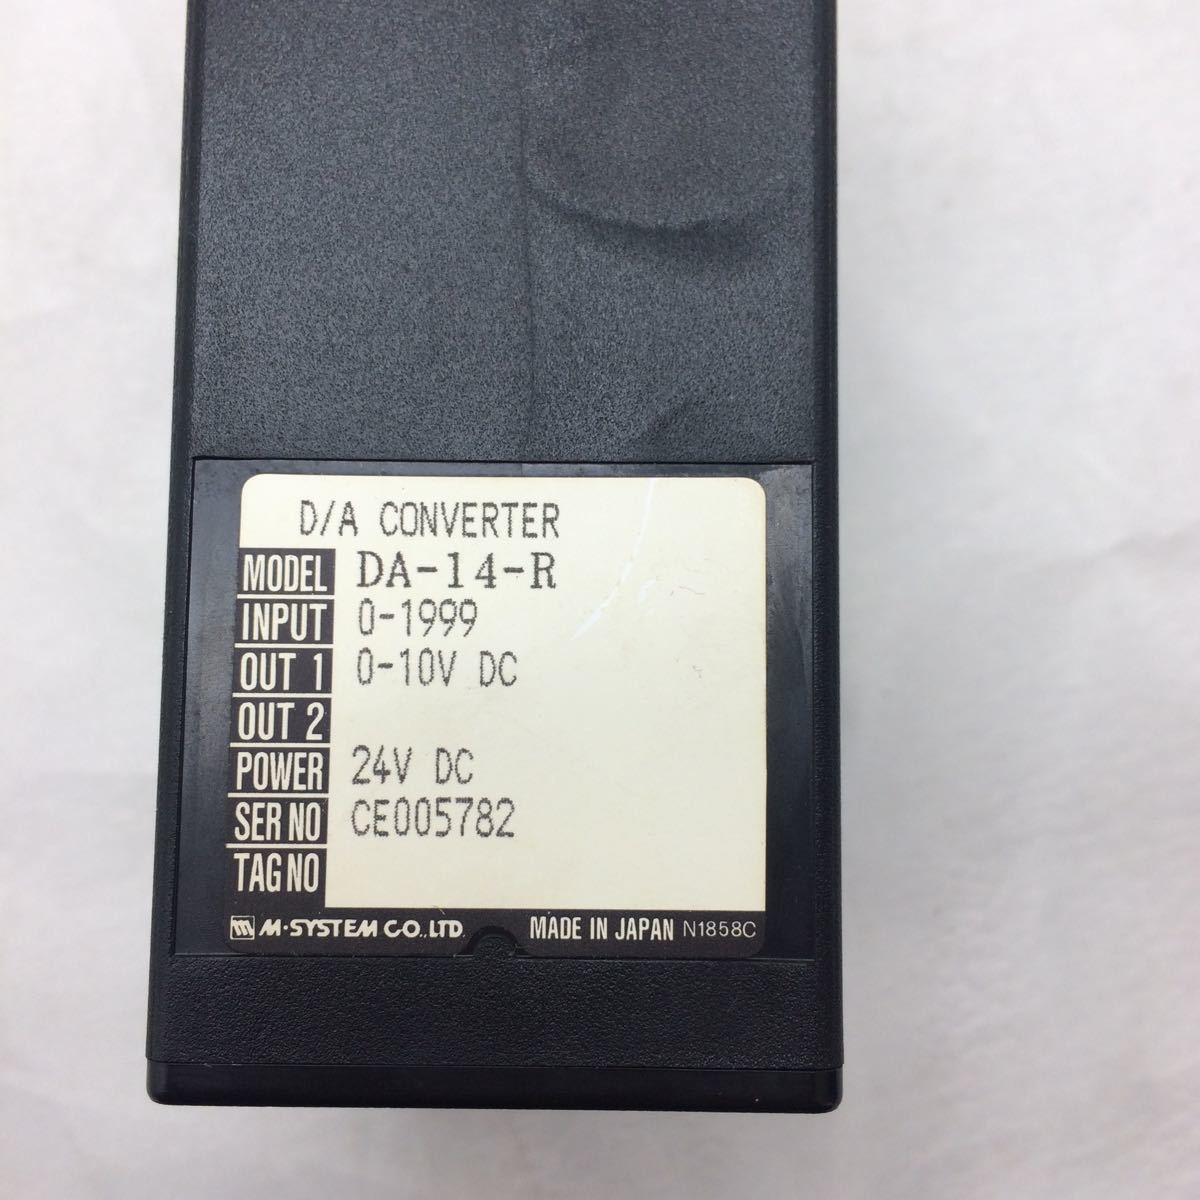 D/A CONVERTER
MODEL DA-14-R
INPUT 0-1999
OUT 1 0-10V DC
OUT 2
POWER 24V DC
SER NO CE005782
TAG NO
M·SYSTEM CO.,LTD. MADE IN JAPAN N1858C